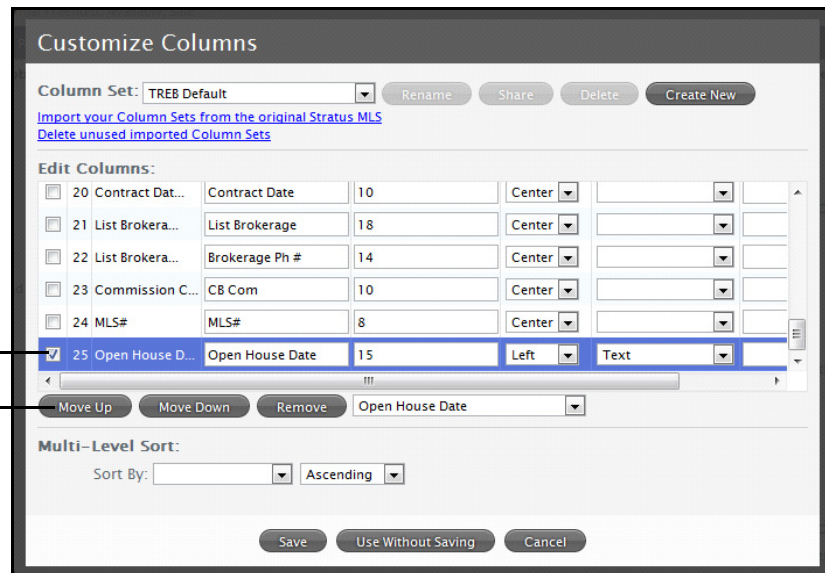 Customize Columns
Column Set: TREB Default Rename Share Delete Create New
Import your Column Sets from the original Stratus MLS
Delete unused imported Column Sets
Edit Columns:
20 Contract Dat... Contract Date 10 Center
21 List Brokera... List Brokerage 18 Center
22 List Brokera... Brokerage Ph # 14 Center
23 Commission C... CB Com 10 Center
24 MLS# MLS# 8 Center
25 Open House D... Open House Date 15 Left Text
Move Up Move Down Remove Open House Date
Multi-Level Sort:
Sort By: Ascending
Save Use Without Saving Cancel